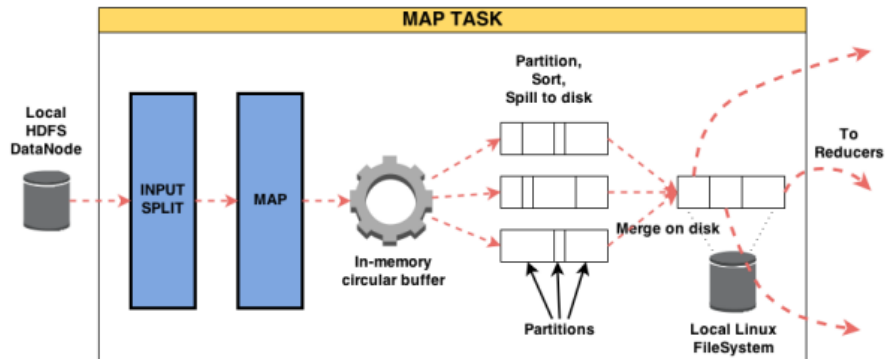 MAP TASK
Local
HDFS
DataNode
INPUT
SPLIT
MAP
In-memory
circular buffer
Partition,
Sort,
Spill to disk
Partitions
Merge on disk
Local Linux
FileSystem
To
Reducers